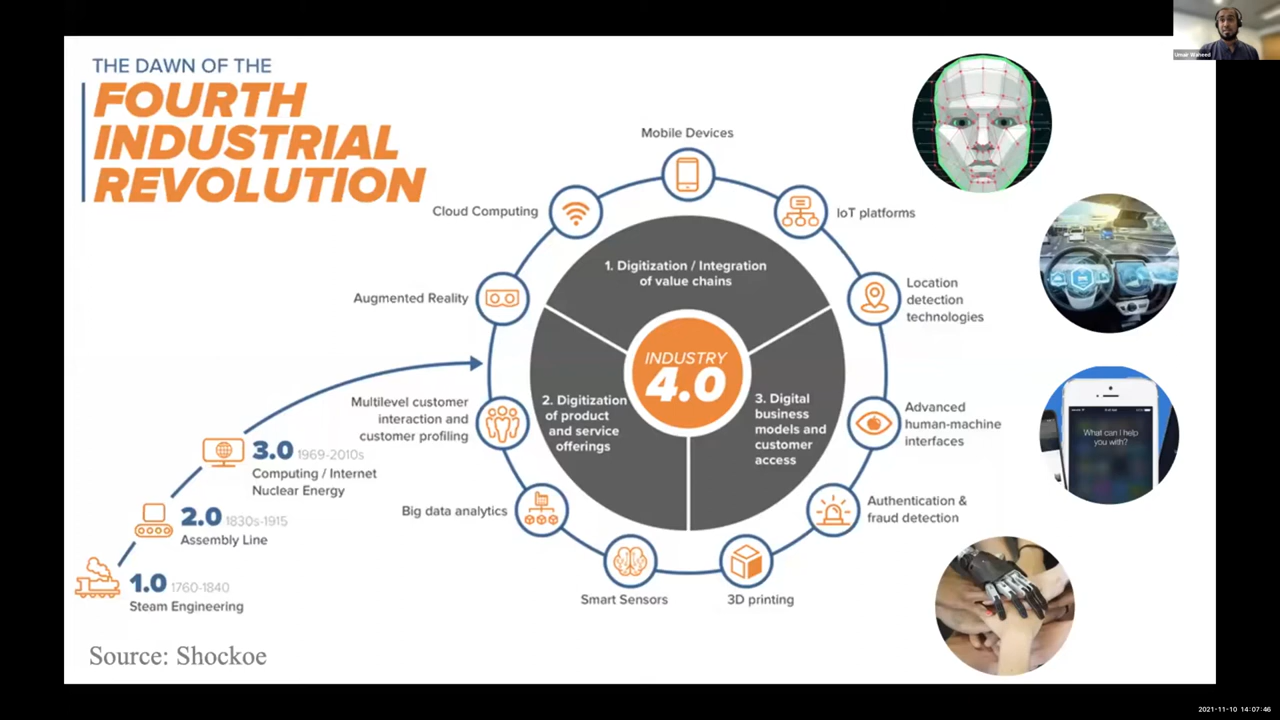 THE DAWN OF THE
FOURTH
INDUSTRIAL
REVOLUTION
Mobile Devices
Cloud Computing
IoT platforms
Augmented Reality
Location
detection
technologies
1. Digitization / Integration
of value chains
INDUSTRY
4.0
2. Digitization
of product
and service
offerings
3. Digital
business
models and
customer
access
Multilevel customer
interaction and
customer profiling
Advanced
human-machine
interfaces
Big data analytics
Authentication &
fraud detection
Smart Sensors
3D printing
3.0 1969-2010s
Computing / Internet
Nuclear Energy
2.0 1830s-1915
Assembly Line
1.0 1760-1840
Steam Engineering
What can I help
you with?
Source: Shockoe
Umair Waheed
2021-11-10 14:07:46